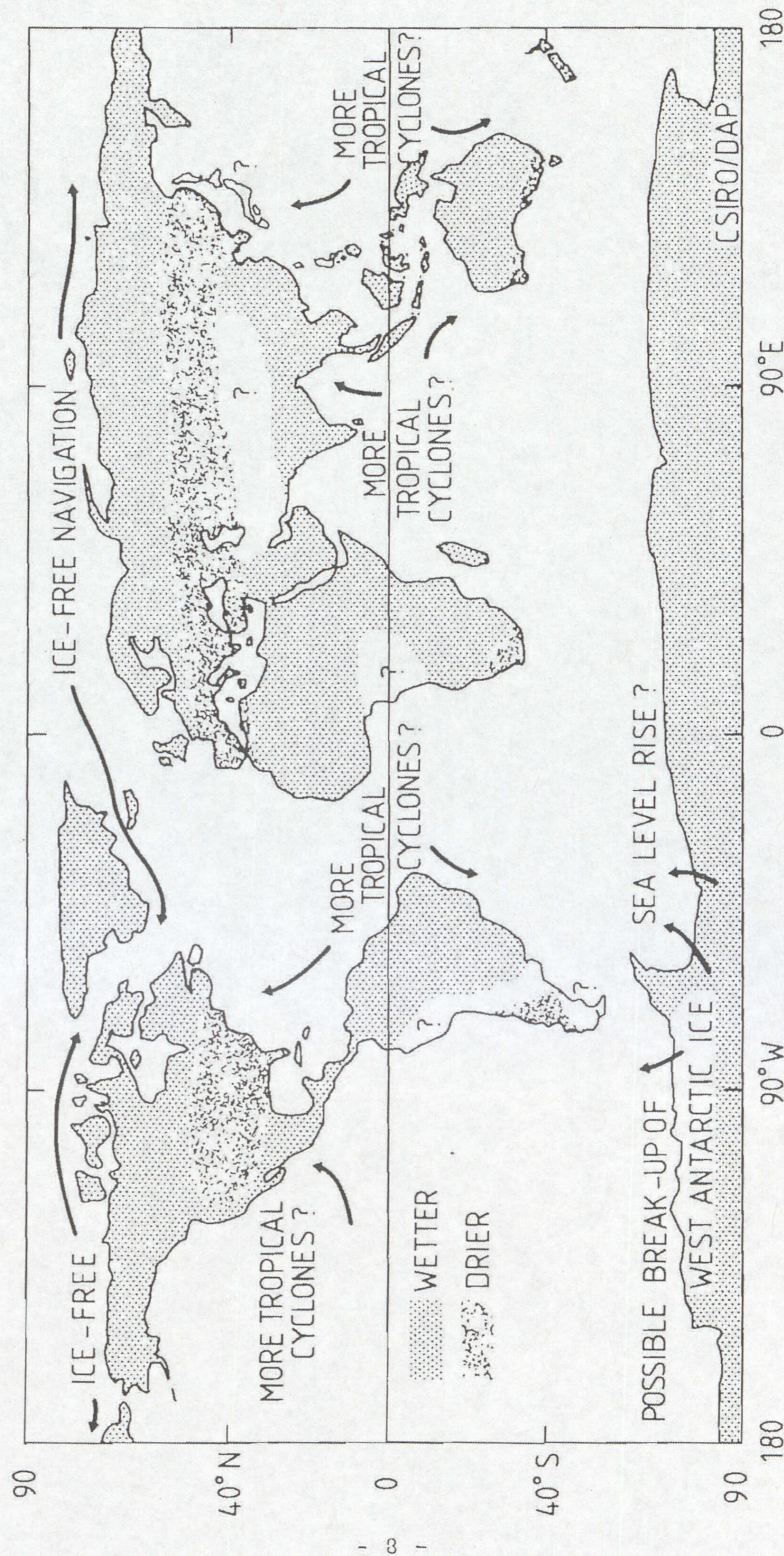 ICE-FREE
ICE-FREE NAVIGATION
MORE TROPICAL
CYCLONES?
MORE
TROPICAL
CYCLONES?
MORE
TROPICAL
CYCLONES?
MORE
TROPICAL
CYCLONES?
?
?
?
?
?
WETTER
DRIER
POSSIBLE BREAK-UP OF
WEST ANTARCTIC ICE
SEA LEVEL RISE?
CSIRO/DAP
90
40°N
0
40°S
90
180
90°W
0
90°E
180
- 8 -